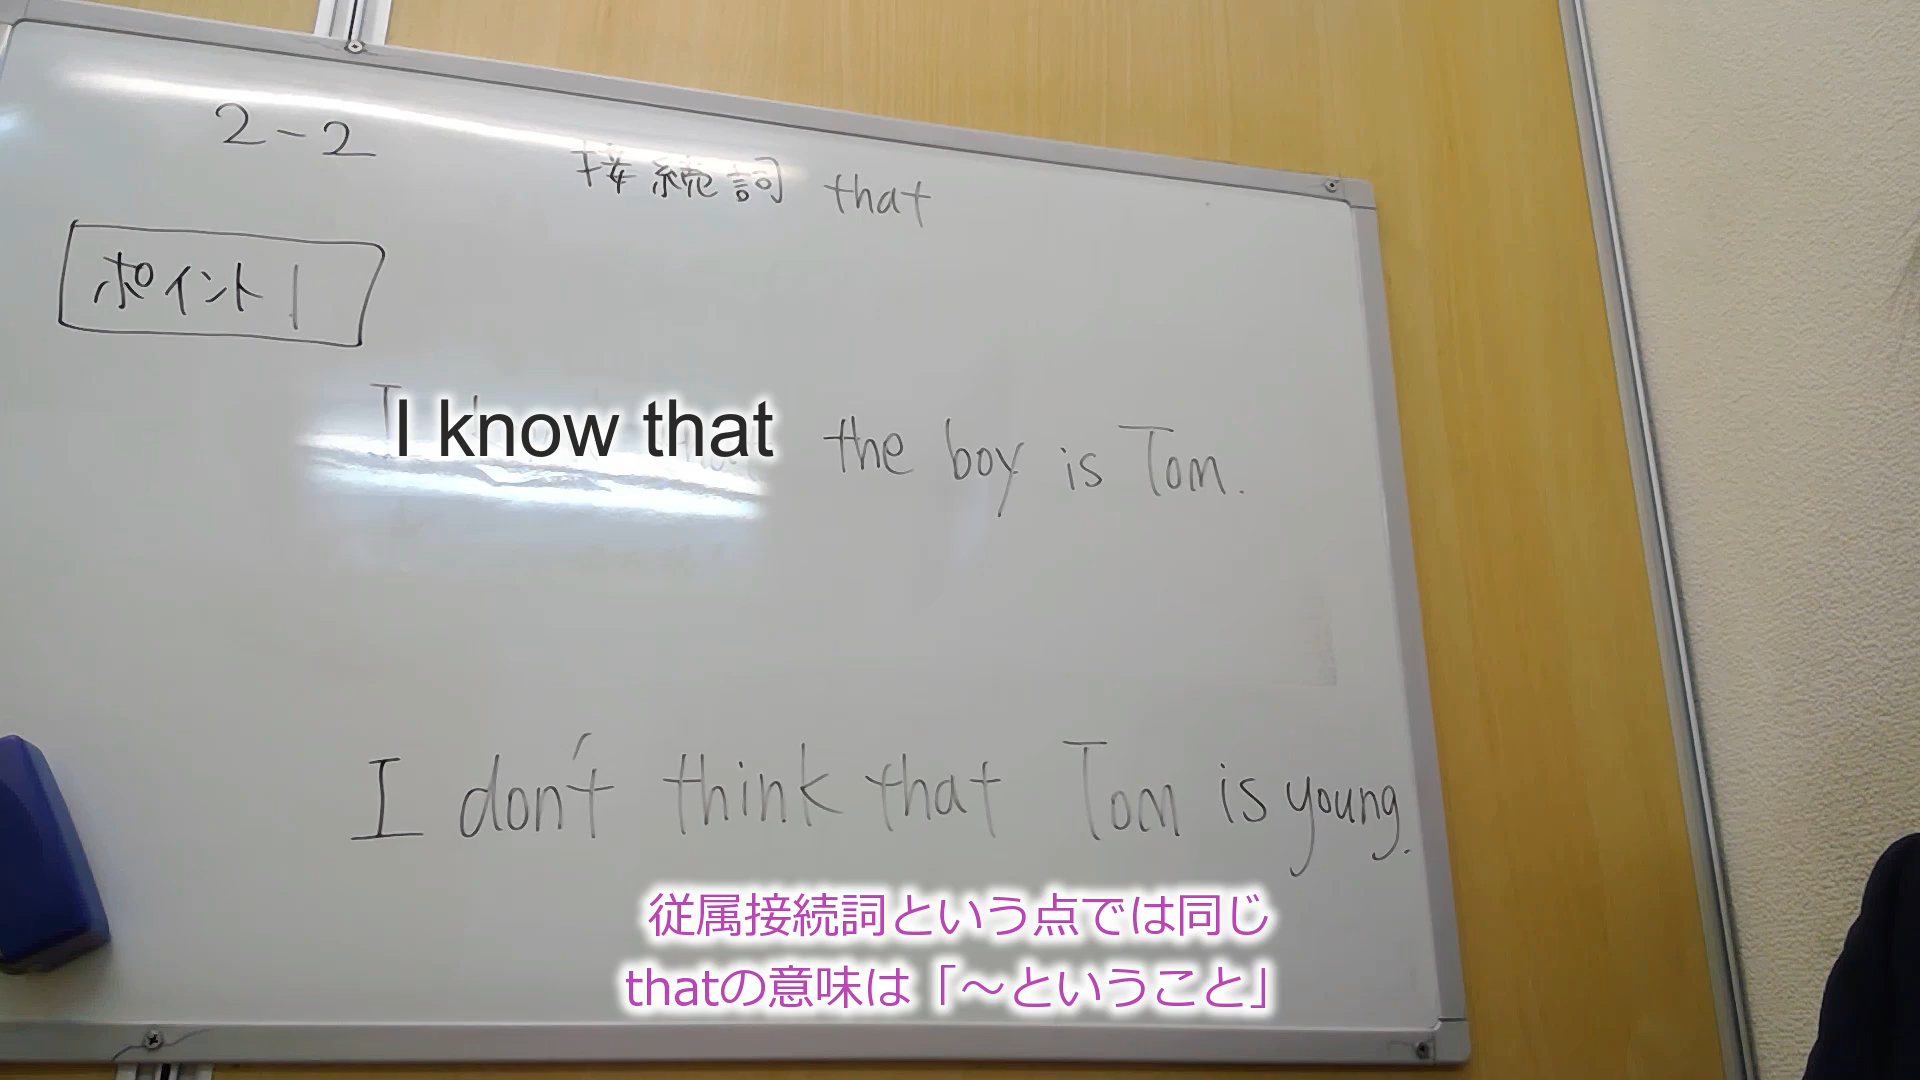 2-2
接続詞 that
ポイント1
I know that the boy is Tom.
I don't think that Tom is young.
従属接続詞という点では同じ
thatの意味は「~ということ」